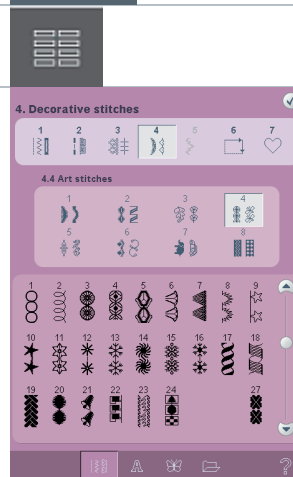 4. Decorative stitches
1 2 3 4 5 6 7
4.4 Art stitches
1 2 3 4
5 6 7 8
1 2 3 4 5 6 7 8 9
10 11 12 13 14 15 16 17 18
19 20 21 22 23 24 27
A ?